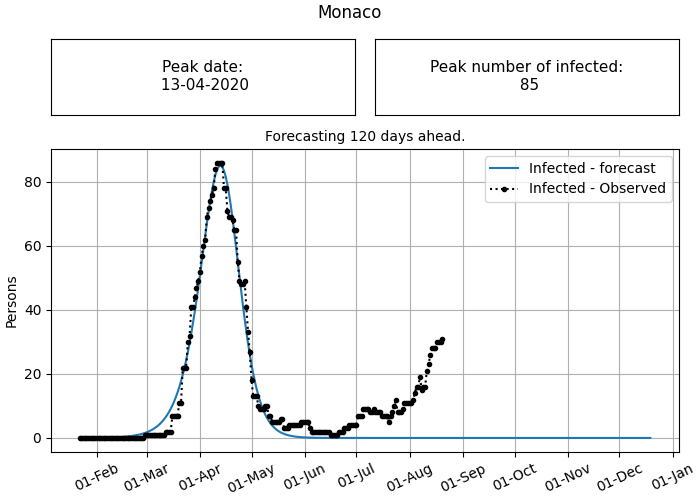 Monaco
Peak date:
13-04-2020
Peak number of infected:
85
Forecasting 120 days ahead.
Infected - forecast
Infected - Observed
Persons
80
60
40
20
0
01-Feb
01-Mar
01-Apr
01-May
01-Jun
01-Jul
01-Aug
01-Sep
01-Oct
01-Nov
01-Dec
01-Jan